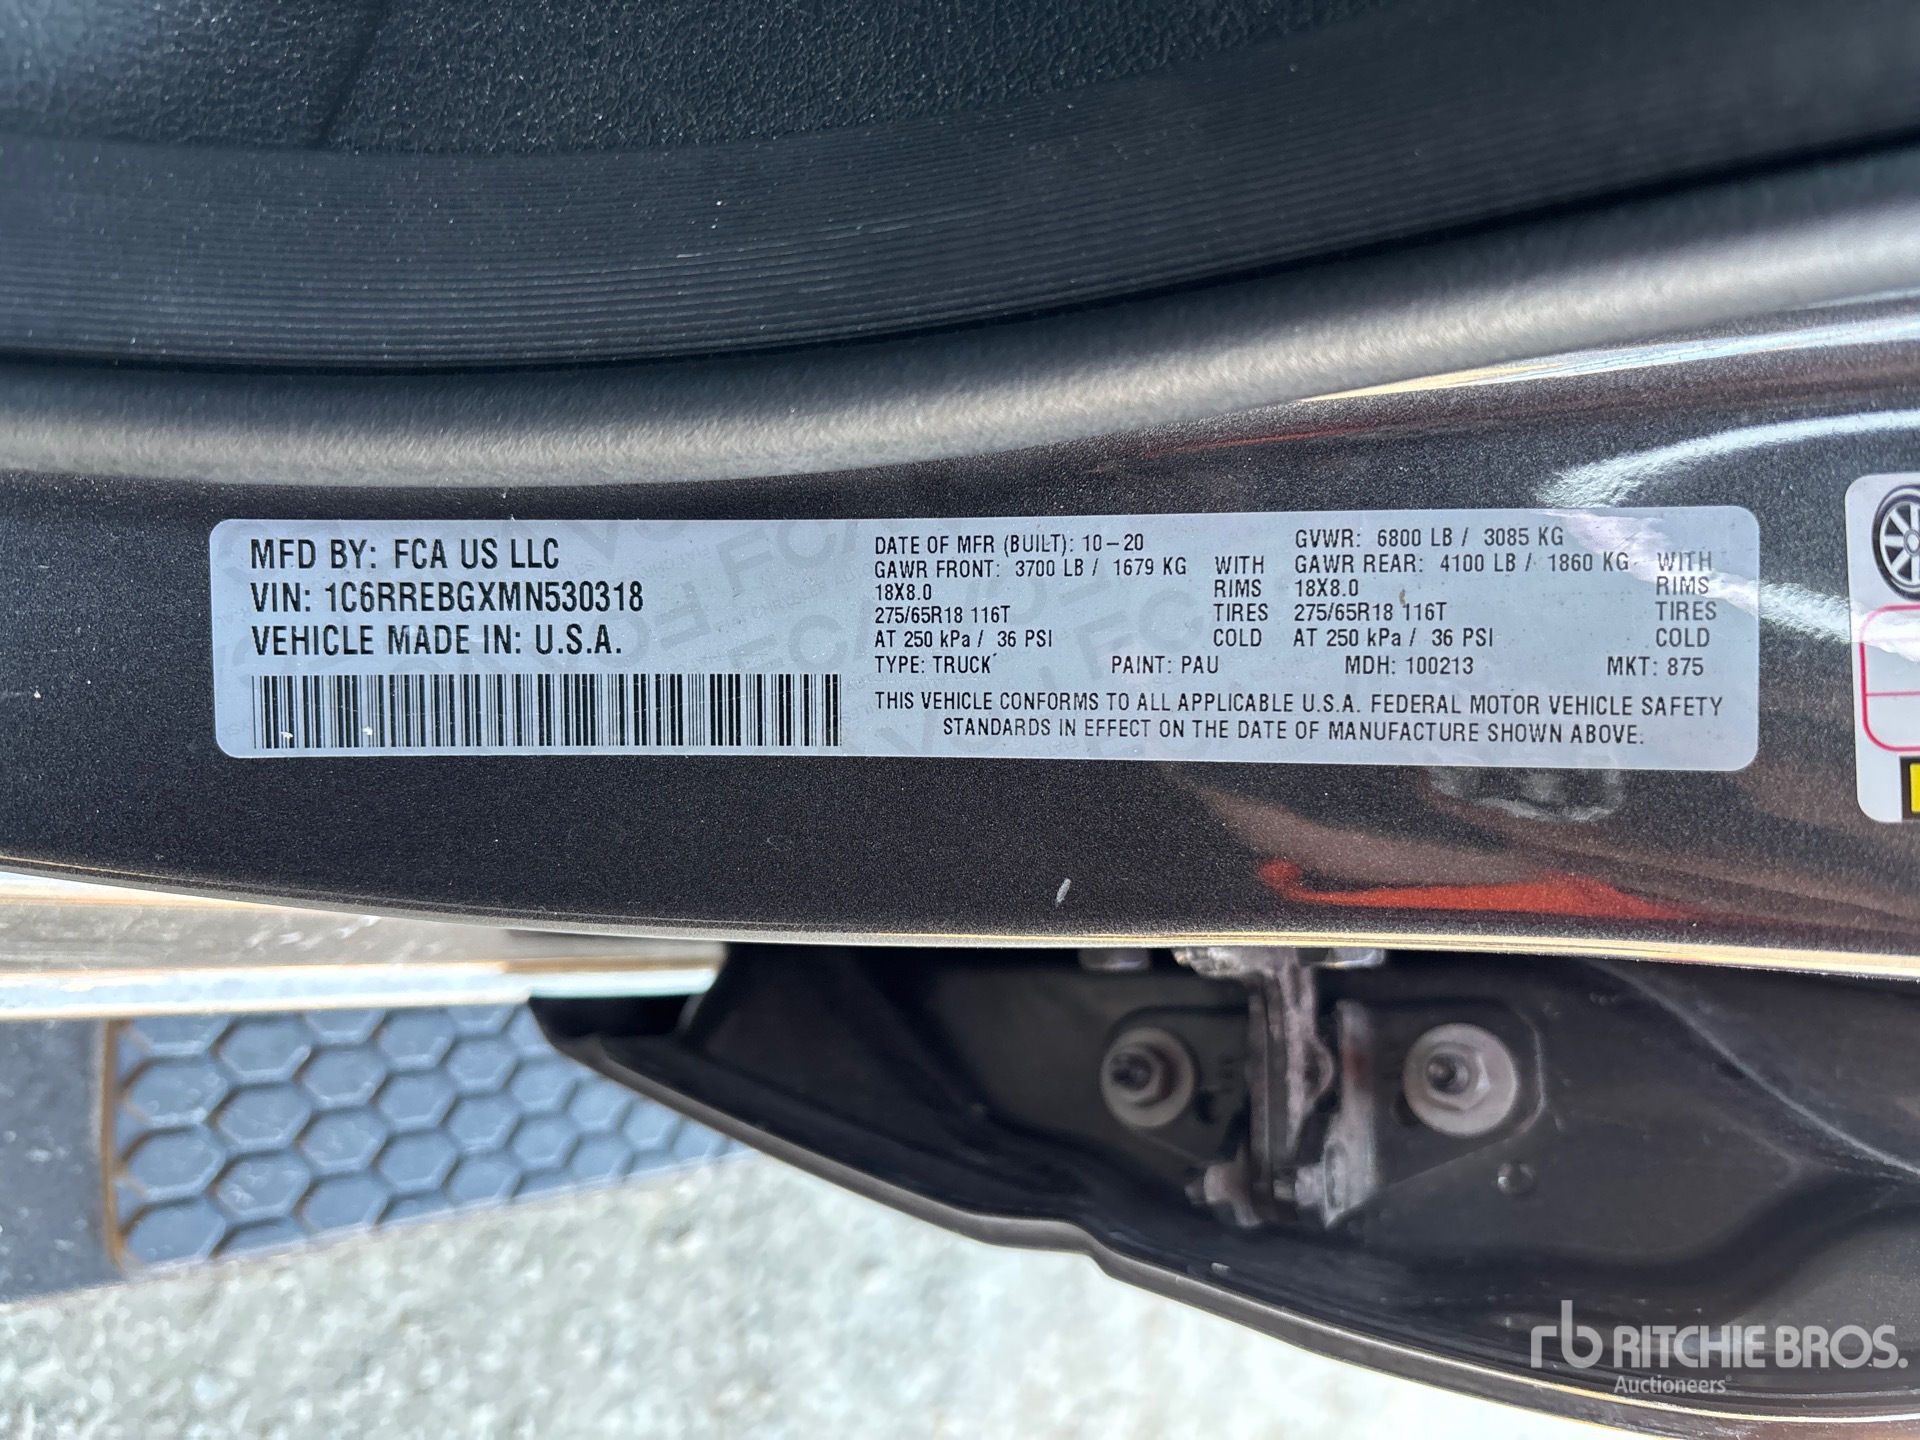 MFD BY: FCA US LLC
VIN: 1C6RREBGXMN530318
VEHICLE MADE IN: U.S.A.
DATE OF MFR (BUILT): 10-20
GVWR: 6800 LB / 3085 KG
GAWR FRONT: 3700 LB / 1679 KG WITH
GAWR REAR: 4100 LB / 1860 KG WITH
18X8.0 RIMS
18X8.0 RIMS
275/65R18 116T TIRES
275/65R18 116T TIRES
AT 250 kPa / 36 PSI COLD
AT 250 kPa / 36 PSI COLD
TYPE: TRUCK PAINT: PAU MDH: 100213 MKT: 875
THIS VEHICLE CONFORMS TO ALL APPLICABLE U.S.A. FEDERAL MOTOR VEHICLE SAFETY
STANDARDS IN EFFECT ON THE DATE OF MANUFACTURE SHOWN ABOVE.
rb RITCHIE BROS.
Auctioneers